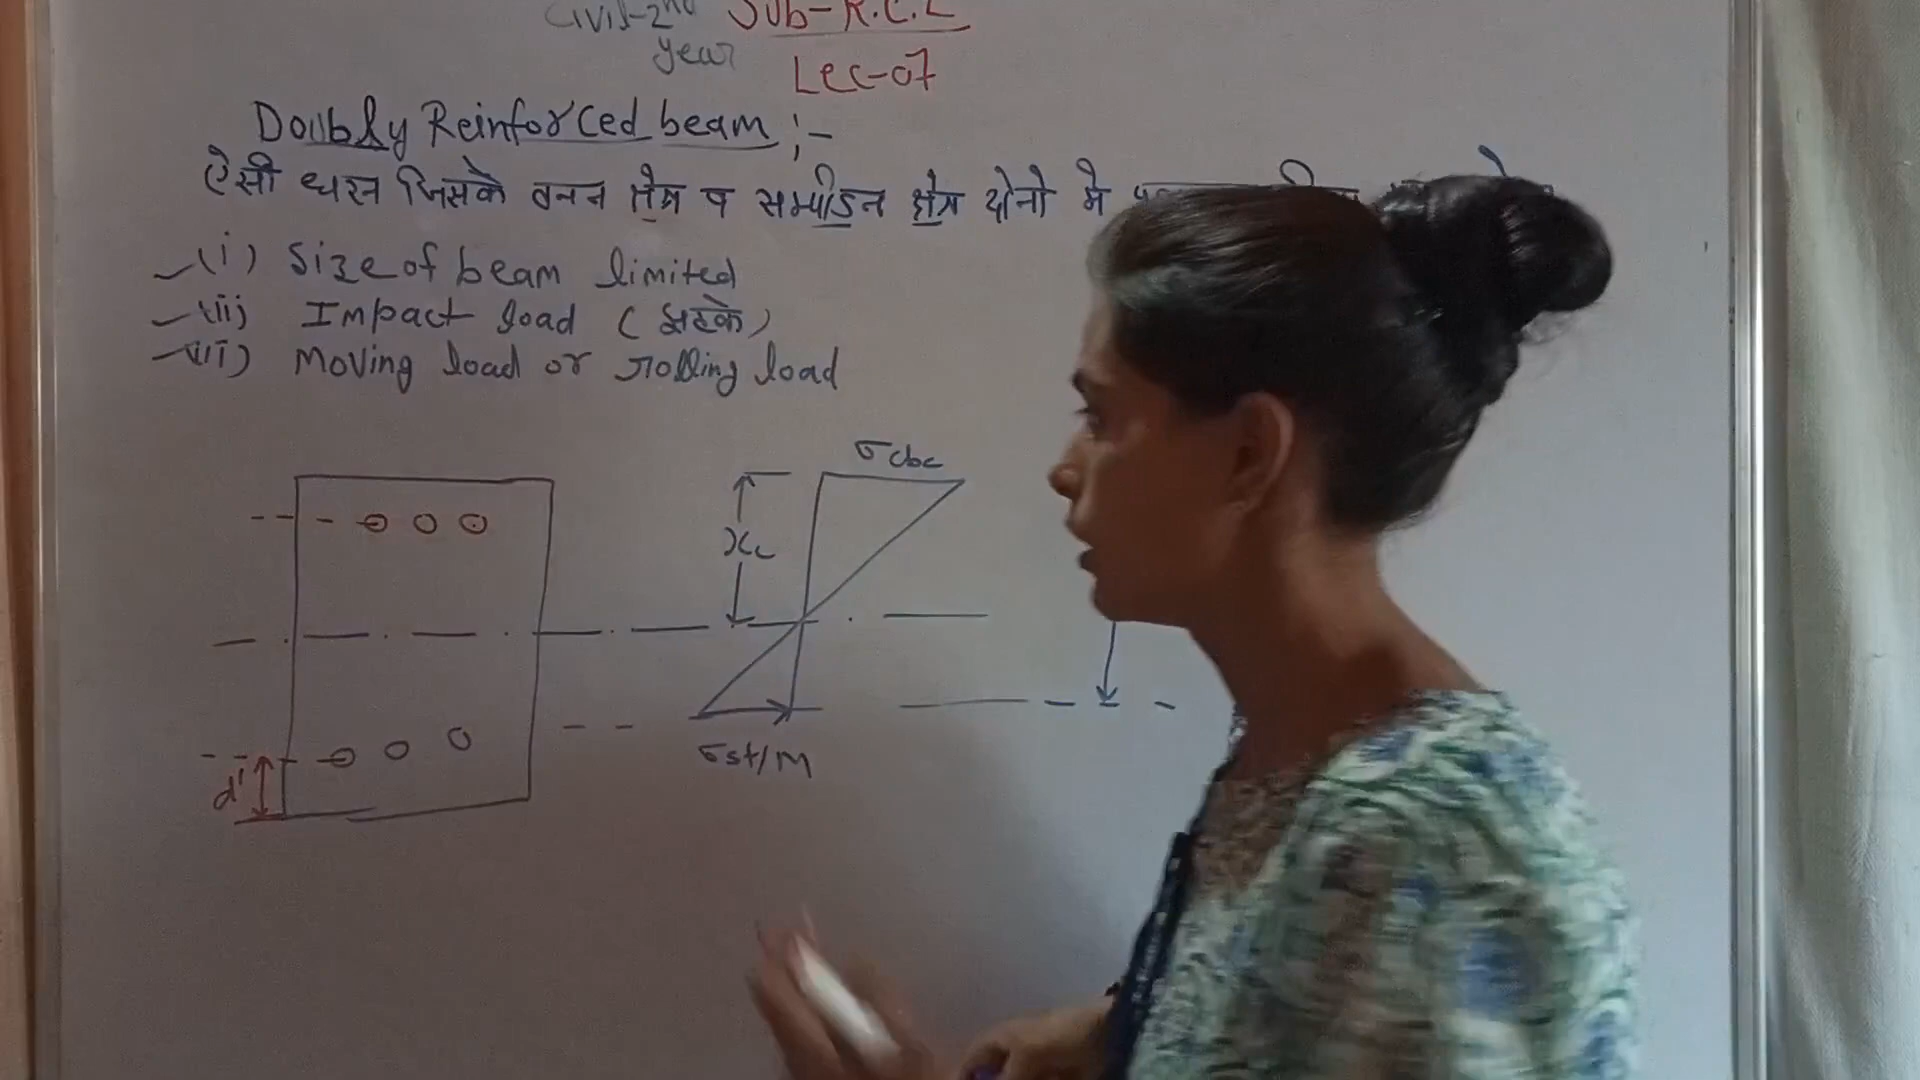 Civil-2nd Sub-R.C.C
year Lec-07
Doubly Reinforced beam :-
ऐसी धरन जिसके तनन क्षेत्र व सम्पीडन क्षेत्र दोनो मे
(i) Size of beam limited
(ii) Impact load (झटके)
(iii) Moving load or rolling load
σcbc
xc
σst/M
d'